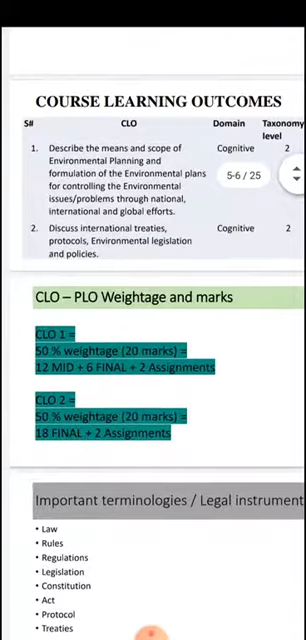 COURSE LEARNING OUTCOMES
S# CLO Domain Taxonomy level
1. Describe the means and scope of Cognitive 2
Environmental Planning and
formulation of the Environmental plans
for controlling the Environmental
issues/problems through national,
international and global efforts.
5-6 / 25
2. Discuss international treaties, Cognitive 2
protocols, Environmental legislation
and policies.
CLO – PLO Weightage and marks
CLO 1 =
50 % weightage (20 marks) =
12 MID + 6 FINAL + 2 Assignments
CLO 2 =
50 % weightage (20 marks) =
18 FINAL + 2 Assignments
Important terminologies / Legal instrument
• Law
• Rules
• Regulations
• Legislation
• Constitution
• Act
• Protocol
• Treaties